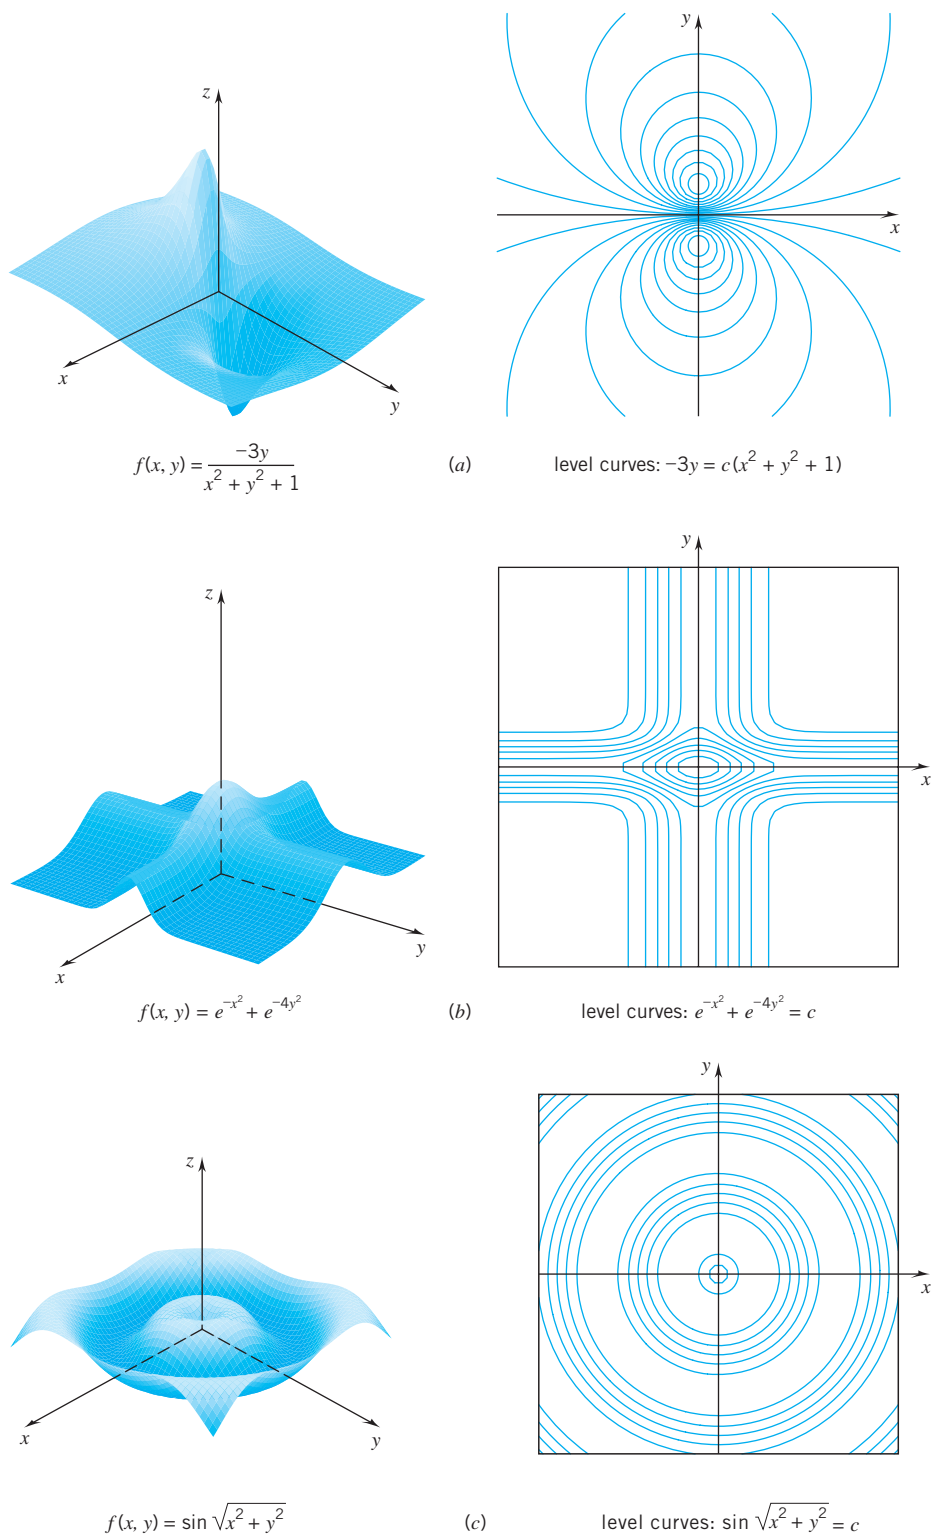 y
z
x
x
y
f(x, y) = −3y / (x² + y² + 1)
(a)
level curves: −3y = c(x² + y² + 1)
y
z
x
y
x
f(x, y) = e^{−x²} + e^{−4y²}
(b)
level curves: e^{−x²} + e^{−4y²} = c
y
z
x
x
y
f(x, y) = sin √(x² + y²)
(c)
level curves: sin √(x² + y²) = c